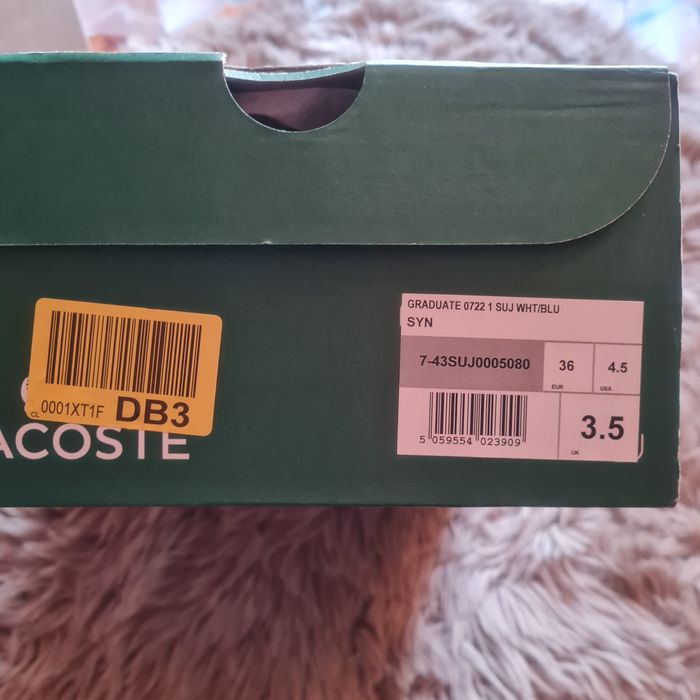 CL 0001XT1F DB3
ACOSTE
GRADUATE 0722 1 SUJ WHT/BLU
SYN
7-43SUJ0005080 36 4.5
EUR USA
5 059554 023909 3.5
UK